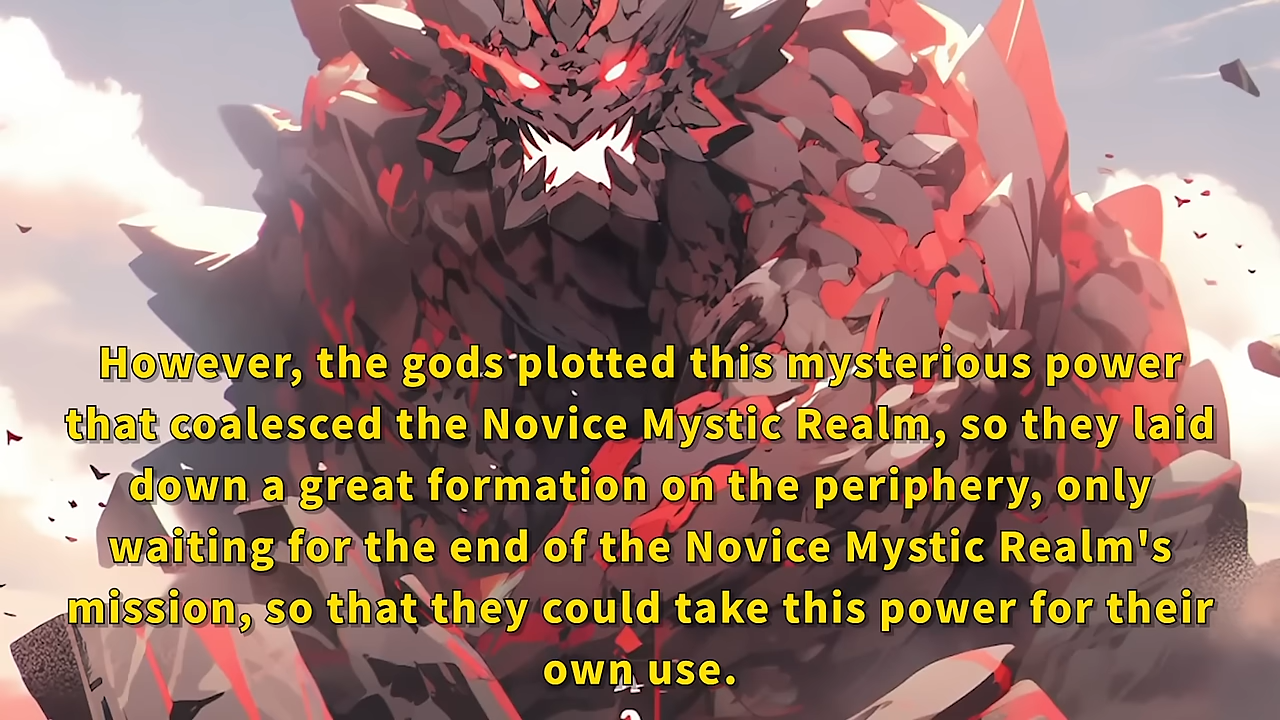 However, the gods plotted this mysterious power
that coalesced the Novice Mystic Realm, so they laid
down a great formation on the periphery, only
waiting for the end of the Novice Mystic Realm's
mission, so that they could take this power for their
own use.